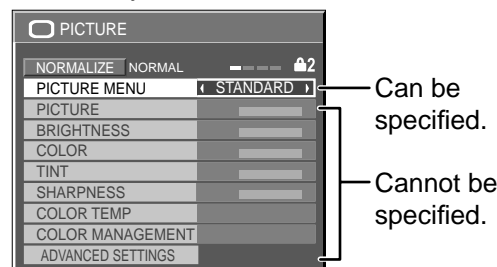 PICTURE
NORMALIZE NORMAL 2
PICTURE MENU STANDARD
PICTURE
BRIGHTNESS
COLOR
TINT
SHARPNESS
COLOR TEMP
COLOR MANAGEMENT
ADVANCED SETTINGS
Can be
specified.
Cannot be
specified.